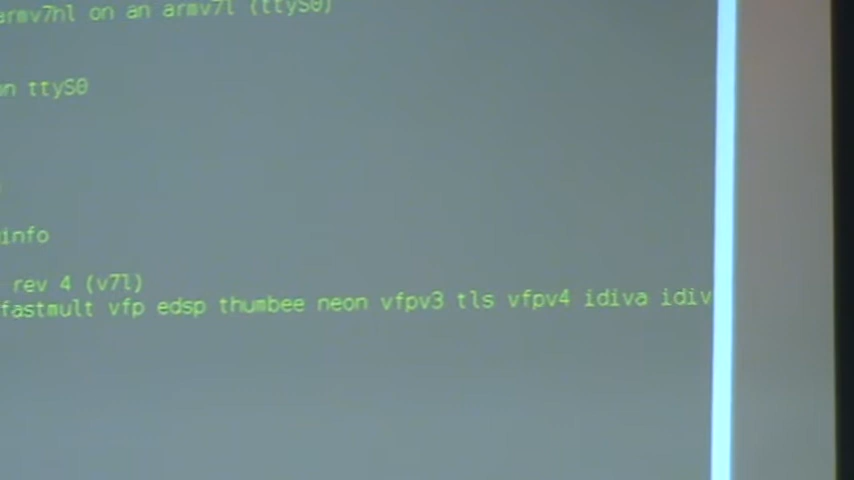 armv7hl on an armv7l (ttyS0)
on ttyS0
info
rev 4 (v7l)
fastmult vfp edsp thumbee neon vfpv3 tls vfpv4 idiva idiv